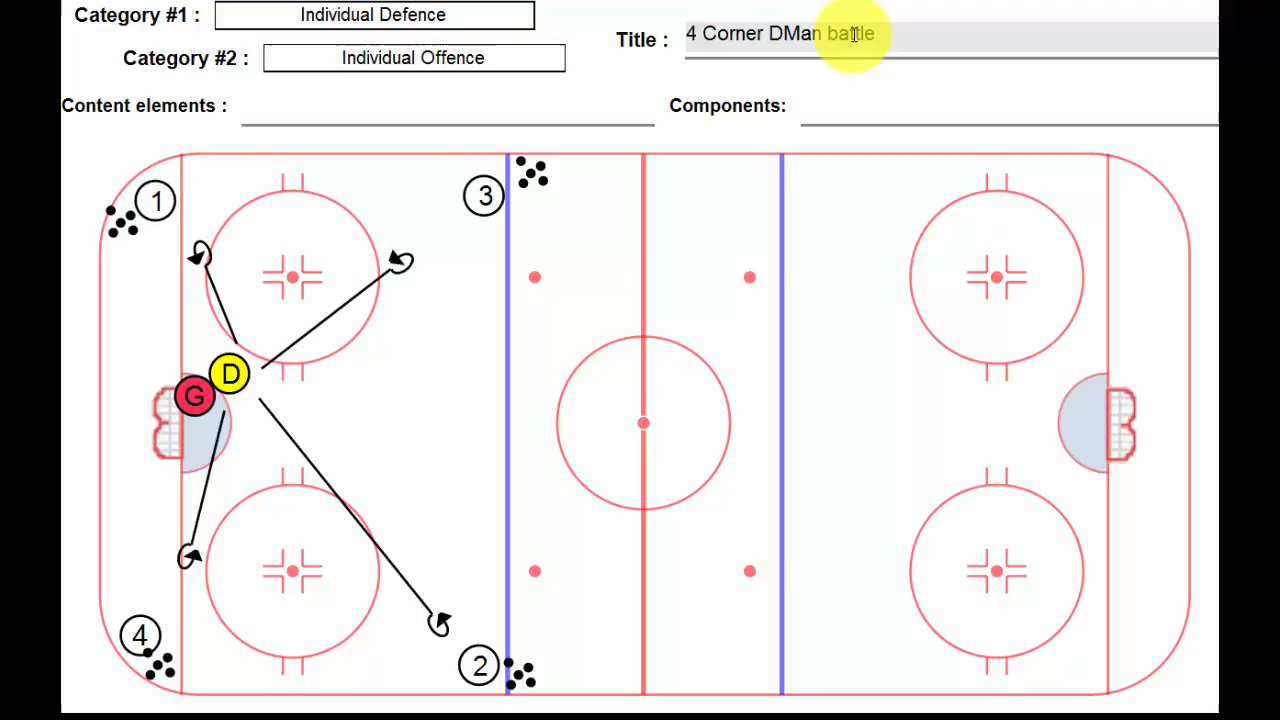 Category #1 : Individual Defence
Category #2 : Individual Offence
Title : 4 Corner DMan battle
Content elements :
Components:
1
3
D
G
4
2